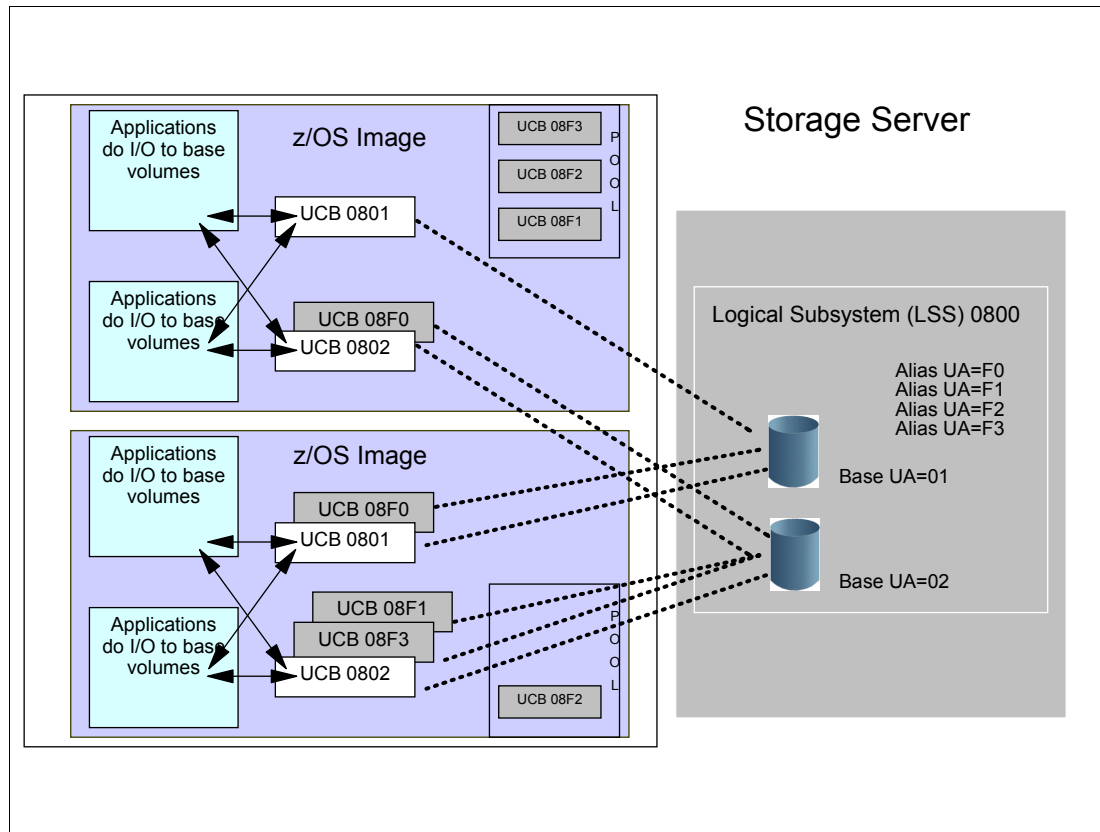 Applications
do I/O to base
volumes
z/OS Image
UCB 08F3
UCB 08F2
UCB 08F1
POOL
UCB 0801
Applications
do I/O to base
volumes
UCB 08F0
UCB 0802
Applications
do I/O to base
volumes
z/OS Image
UCB 08F0
UCB 0801
Applications
do I/O to base
volumes
UCB 08F1
UCB 08F3
UCB 0802
POOL
UCB 08F2
Storage Server
Logical Subsystem (LSS) 0800
Alias UA=F0
Alias UA=F1
Alias UA=F2
Alias UA=F3
Base UA=01
Base UA=02